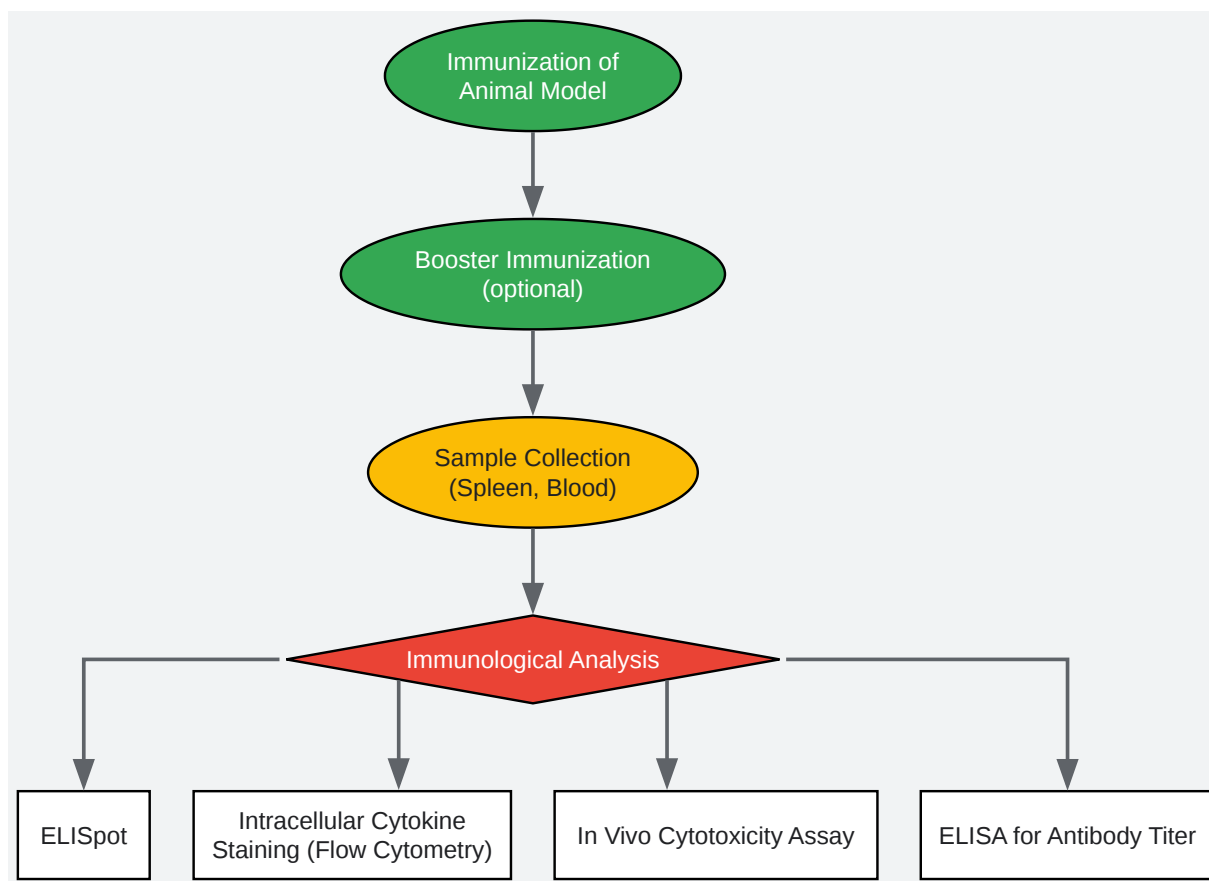 Immunization of
Animal Model
Booster Immunization
(optional)
Sample Collection
(Spleen, Blood)
Immunological Analysis
ELISpot
Intracellular Cytokine
Staining (Flow Cytometry)
In Vivo Cytotoxicity Assay
ELISA for Antibody Titer